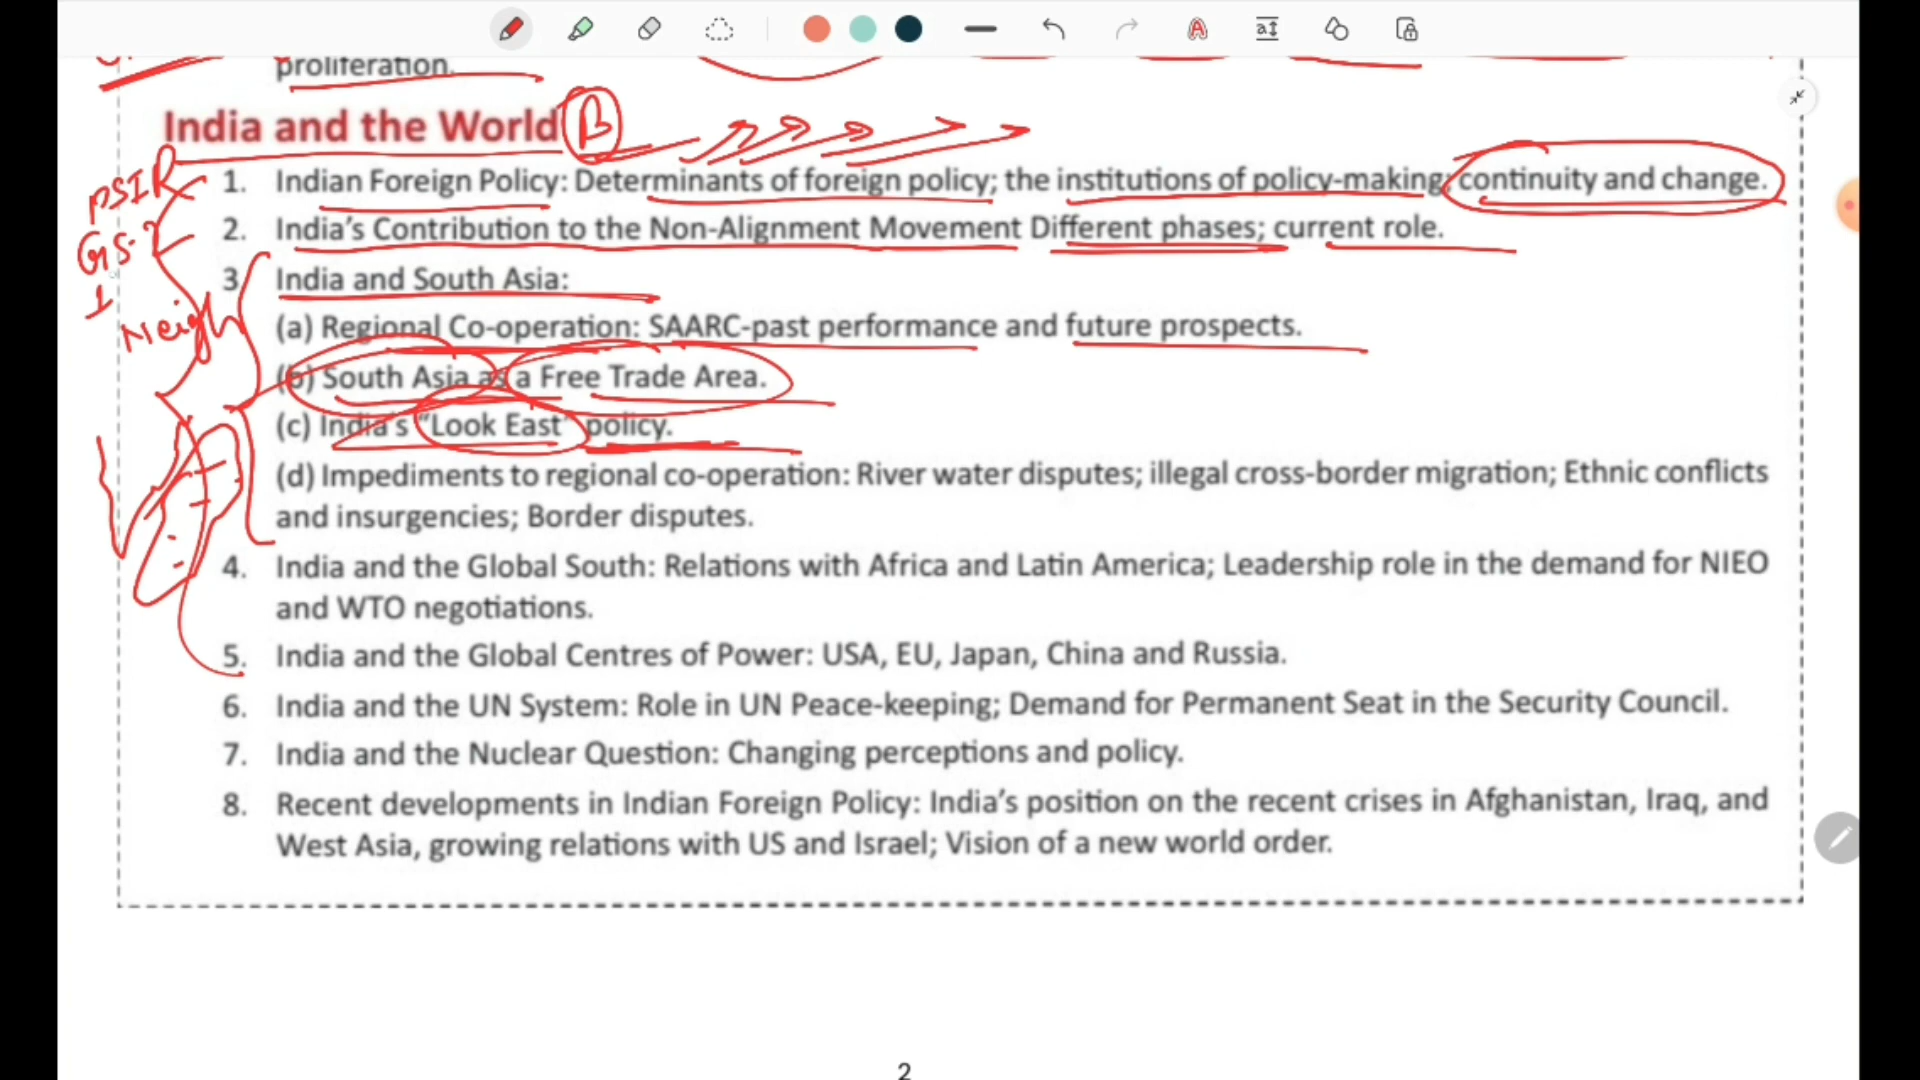 proliferation.
India and the World B
PSIR
1. Indian Foreign Policy: Determinants of foreign policy; the institutions of policy-making; continuity and change.
GS-2
2. India's Contribution to the Non-Alignment Movement Different phases; current role.
3. India and South Asia:
Neigh
(a) Regional Co-operation: SAARC-past performance and future prospects.
(b) South Asia as a Free Trade Area.
(c) India's "Look East" policy.
(d) Impediments to regional co-operation: River water disputes; illegal cross-border migration; Ethnic conflicts
and insurgencies; Border disputes.
4. India and the Global South: Relations with Africa and Latin America; Leadership role in the demand for NIEO
and WTO negotiations.
5. India and the Global Centres of Power: USA, EU, Japan, China and Russia.
6. India and the UN System: Role in UN Peace-keeping; Demand for Permanent Seat in the Security Council.
7. India and the Nuclear Question: Changing perceptions and policy.
8. Recent developments in Indian Foreign Policy: India's position on the recent crises in Afghanistan, Iraq, and
West Asia, growing relations with US and Israel; Vision of a new world order.
2